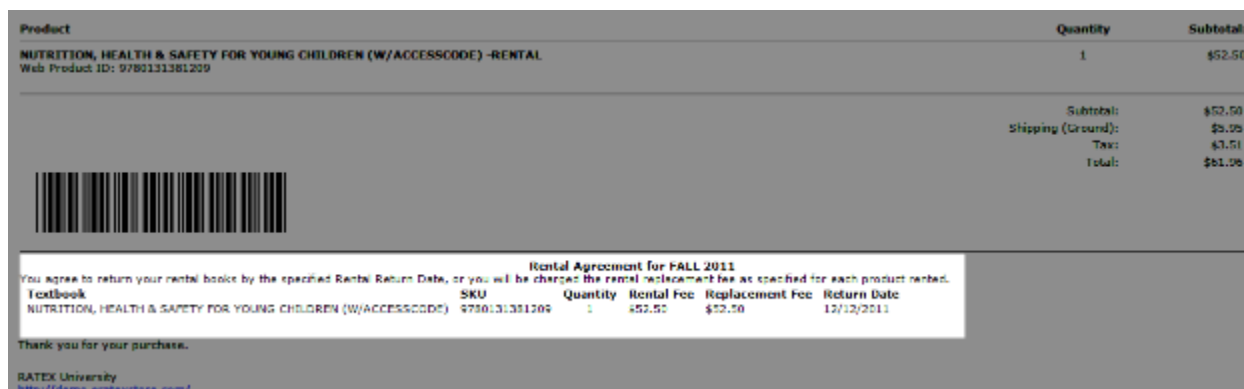 Product Quantity Subtotal
NUTRITION, HEALTH & SAFETY FOR YOUNG CHILDREN (W/ACCESSCODE) -RENTAL 1 $52.50
Web Product ID: 9780131381209
Subtotal: $52.50
Shipping (Ground): $5.95
Tax: $3.51
Total: $61.96
Rental Agreement for FALL 2011
You agree to return your rental books by the specified Rental Return Date, or you will be charged the rental replacement fee as specified for each product rented.
Textbook SKU Quantity Rental Fee Replacement Fee Return Date
NUTRITION, HEALTH & SAFETY FOR YOUNG CHILDREN (W/ACCESSCODE) 9780131381209 1 $52.50 $52.50 12/12/2011
Thank you for your purchase.
RATEX University